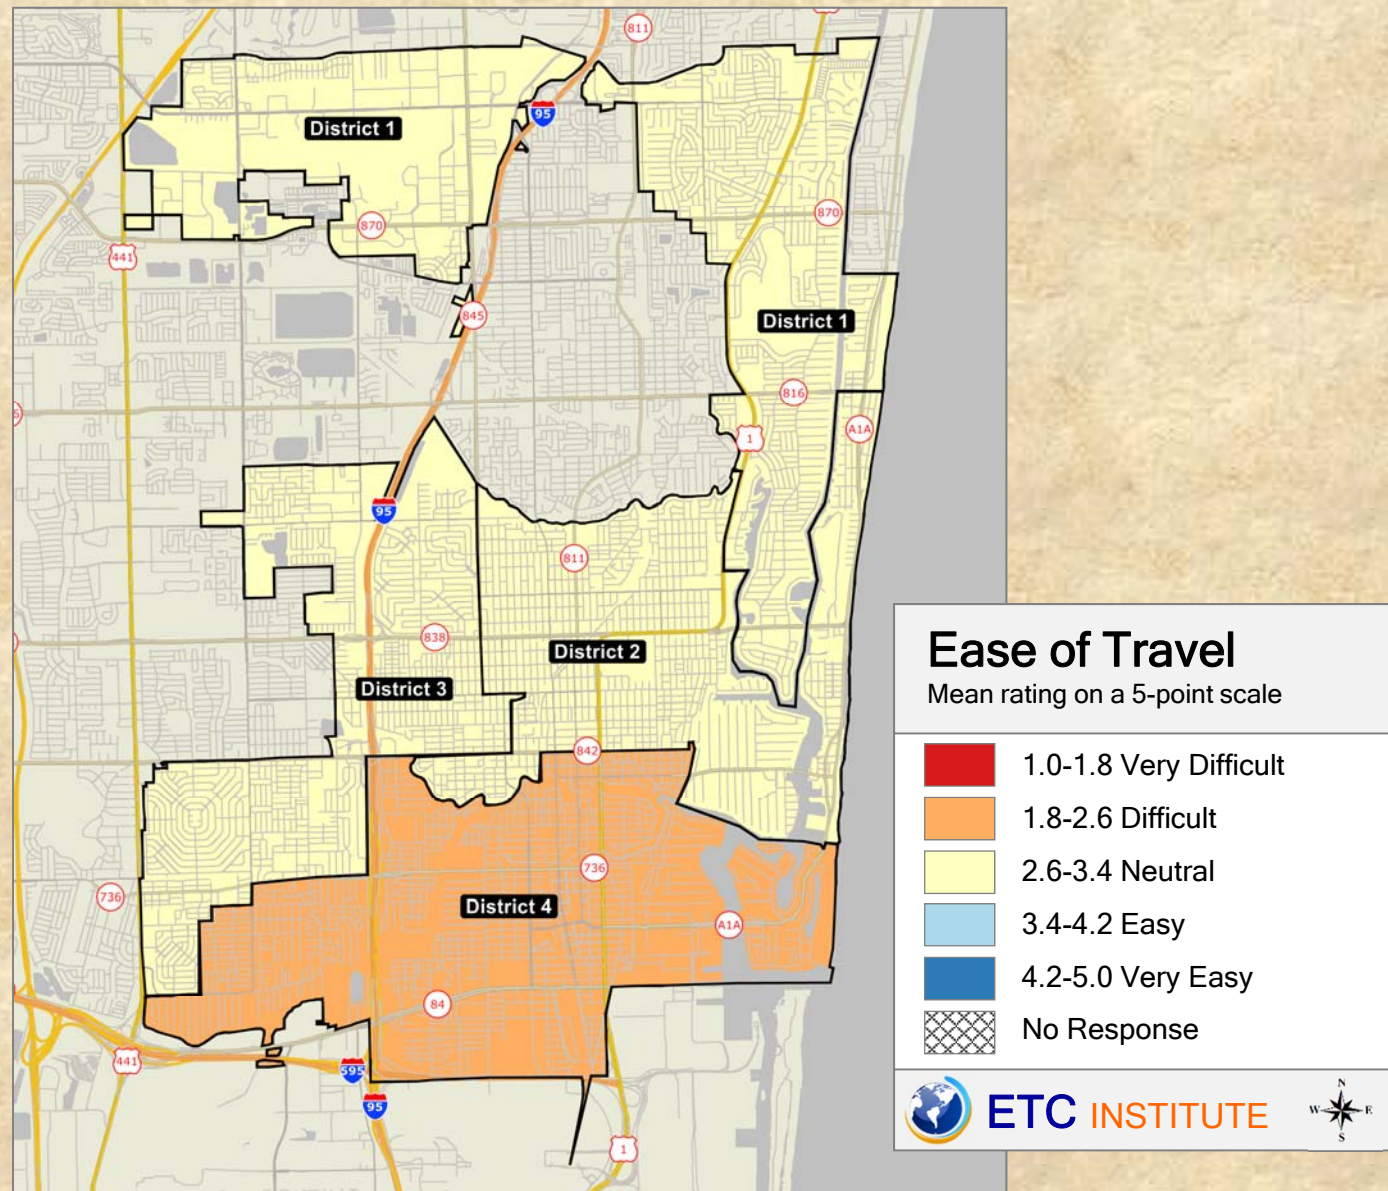 811
95
District 1
870
870
441
845
District 1
816
A1A
1
95
811
838
District 2
District 3
842
736
736
District 4
A1A
84
441
595
95
1
Ease of Travel
Mean rating on a 5-point scale
1.0-1.8 Very Difficult
1.8-2.6 Difficult
2.6-3.4 Neutral
3.4-4.2 Easy
4.2-5.0 Very Easy
No Response
ETC INSTITUTE
N
W E
S